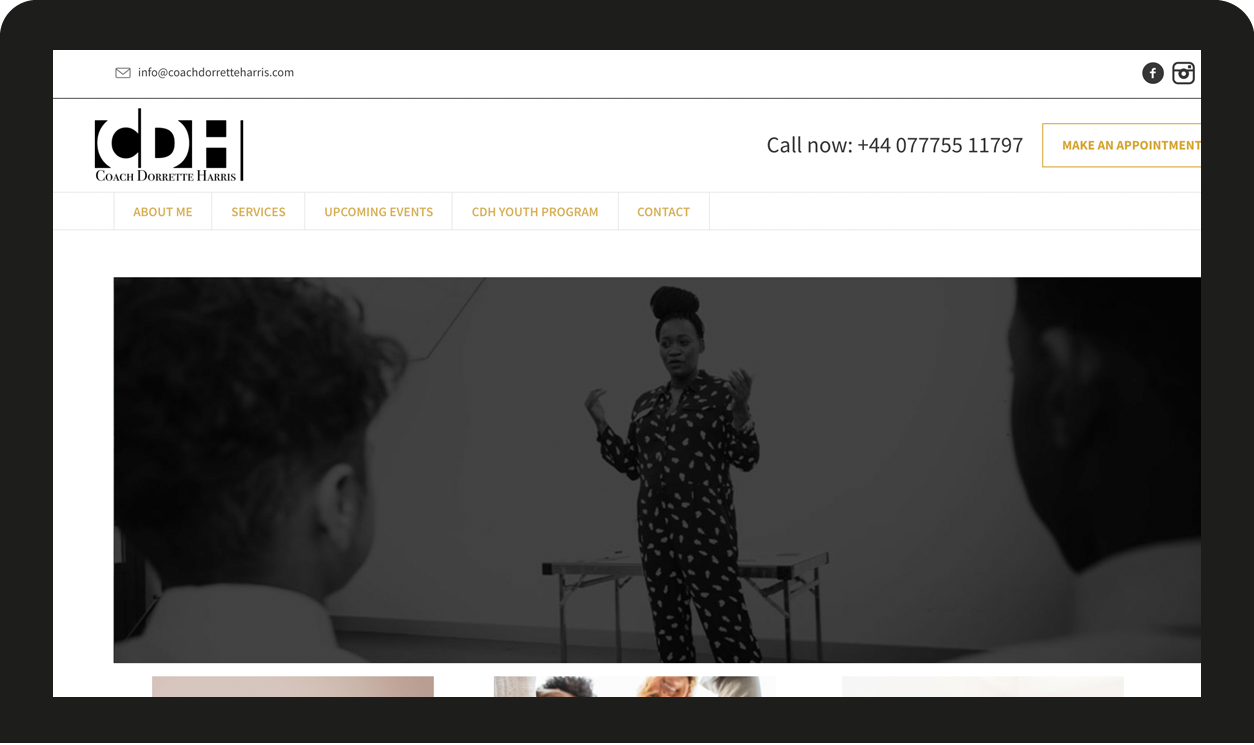 info@coachdorretteharris.com
CDH
Coach Dorrette Harris
Call now: +44 077755 11797
MAKE AN APPOINTMENT
ABOUT ME
SERVICES
UPCOMING EVENTS
CDH YOUTH PROGRAM
CONTACT